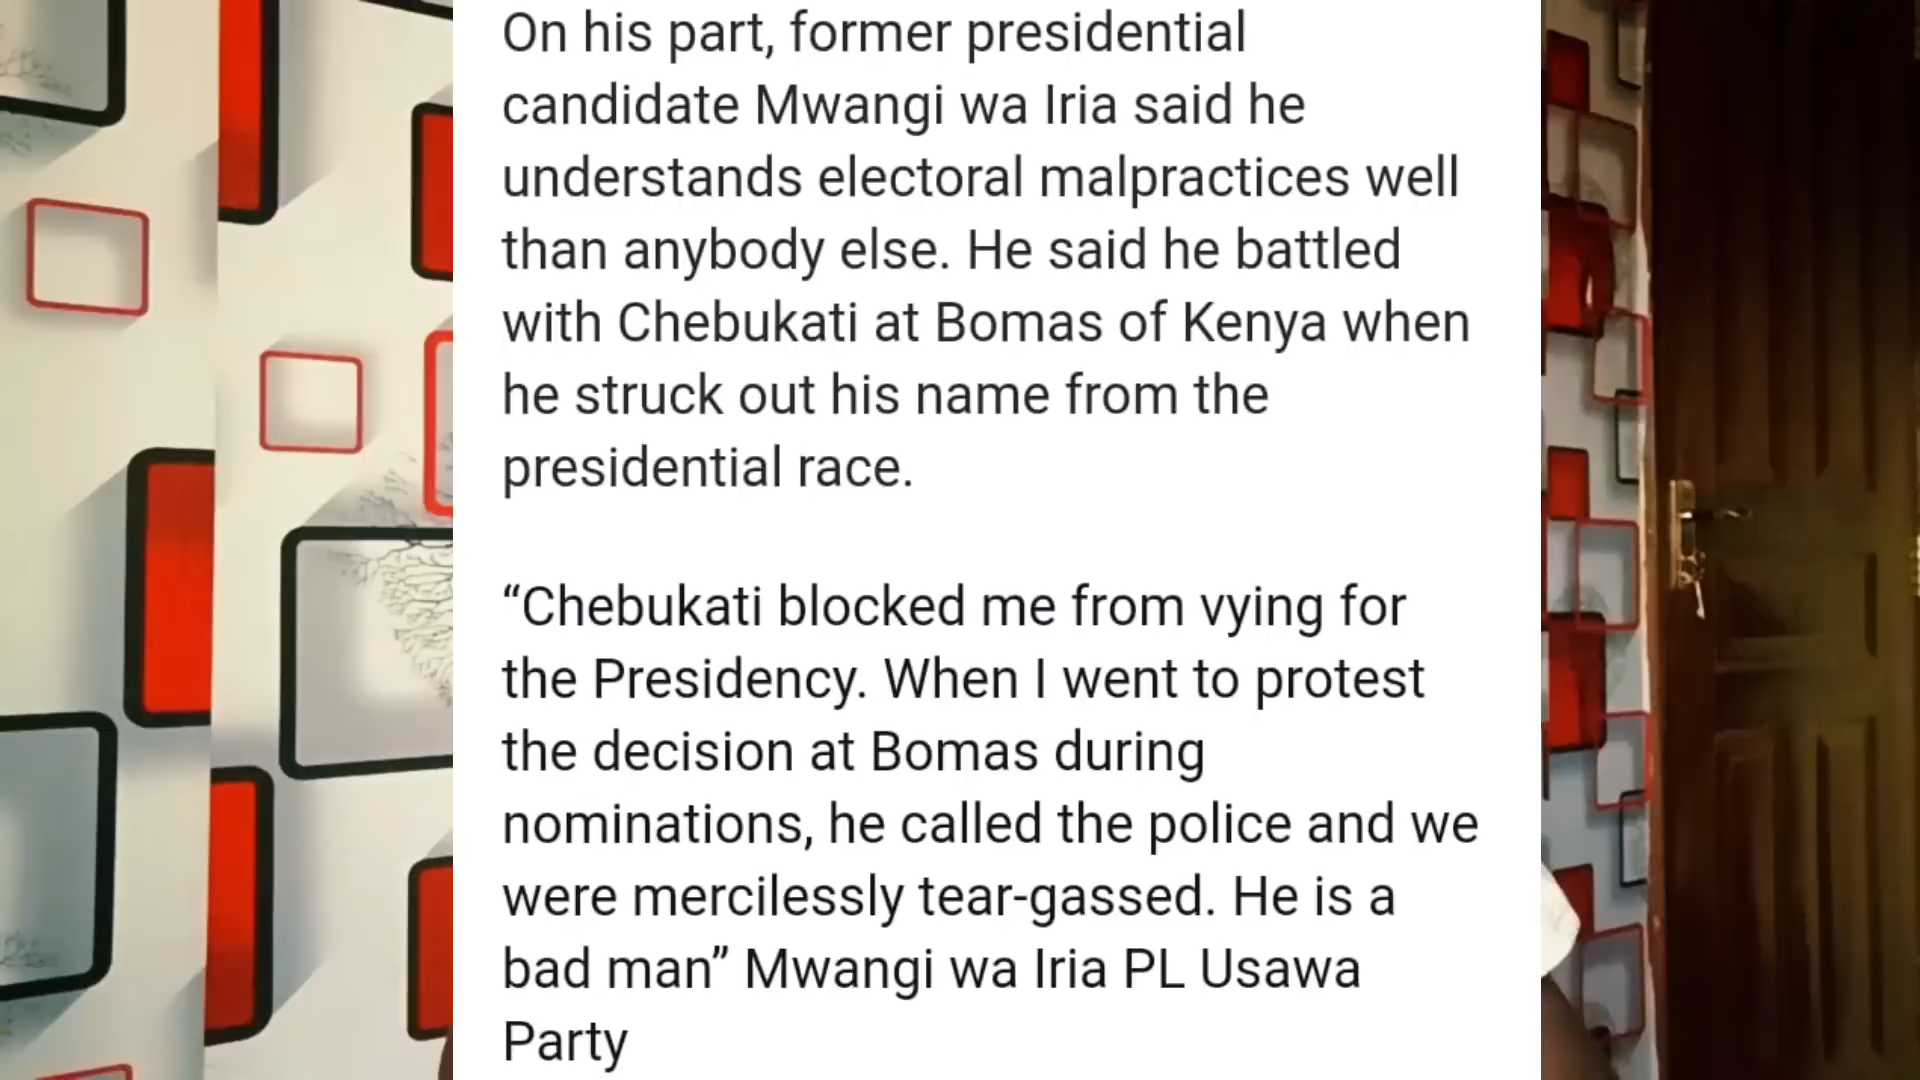 On his part, former presidential
candidate Mwangi wa Iria said he
understands electoral malpractices well
than anybody else. He said he battled
with Chebukati at Bomas of Kenya when
he struck out his name from the
presidential race.
“Chebukati blocked me from vying for
the Presidency. When I went to protest
the decision at Bomas during
nominations, he called the police and we
were mercilessly tear-gassed. He is a
bad man” Mwangi wa Iria PL Usawa
Party